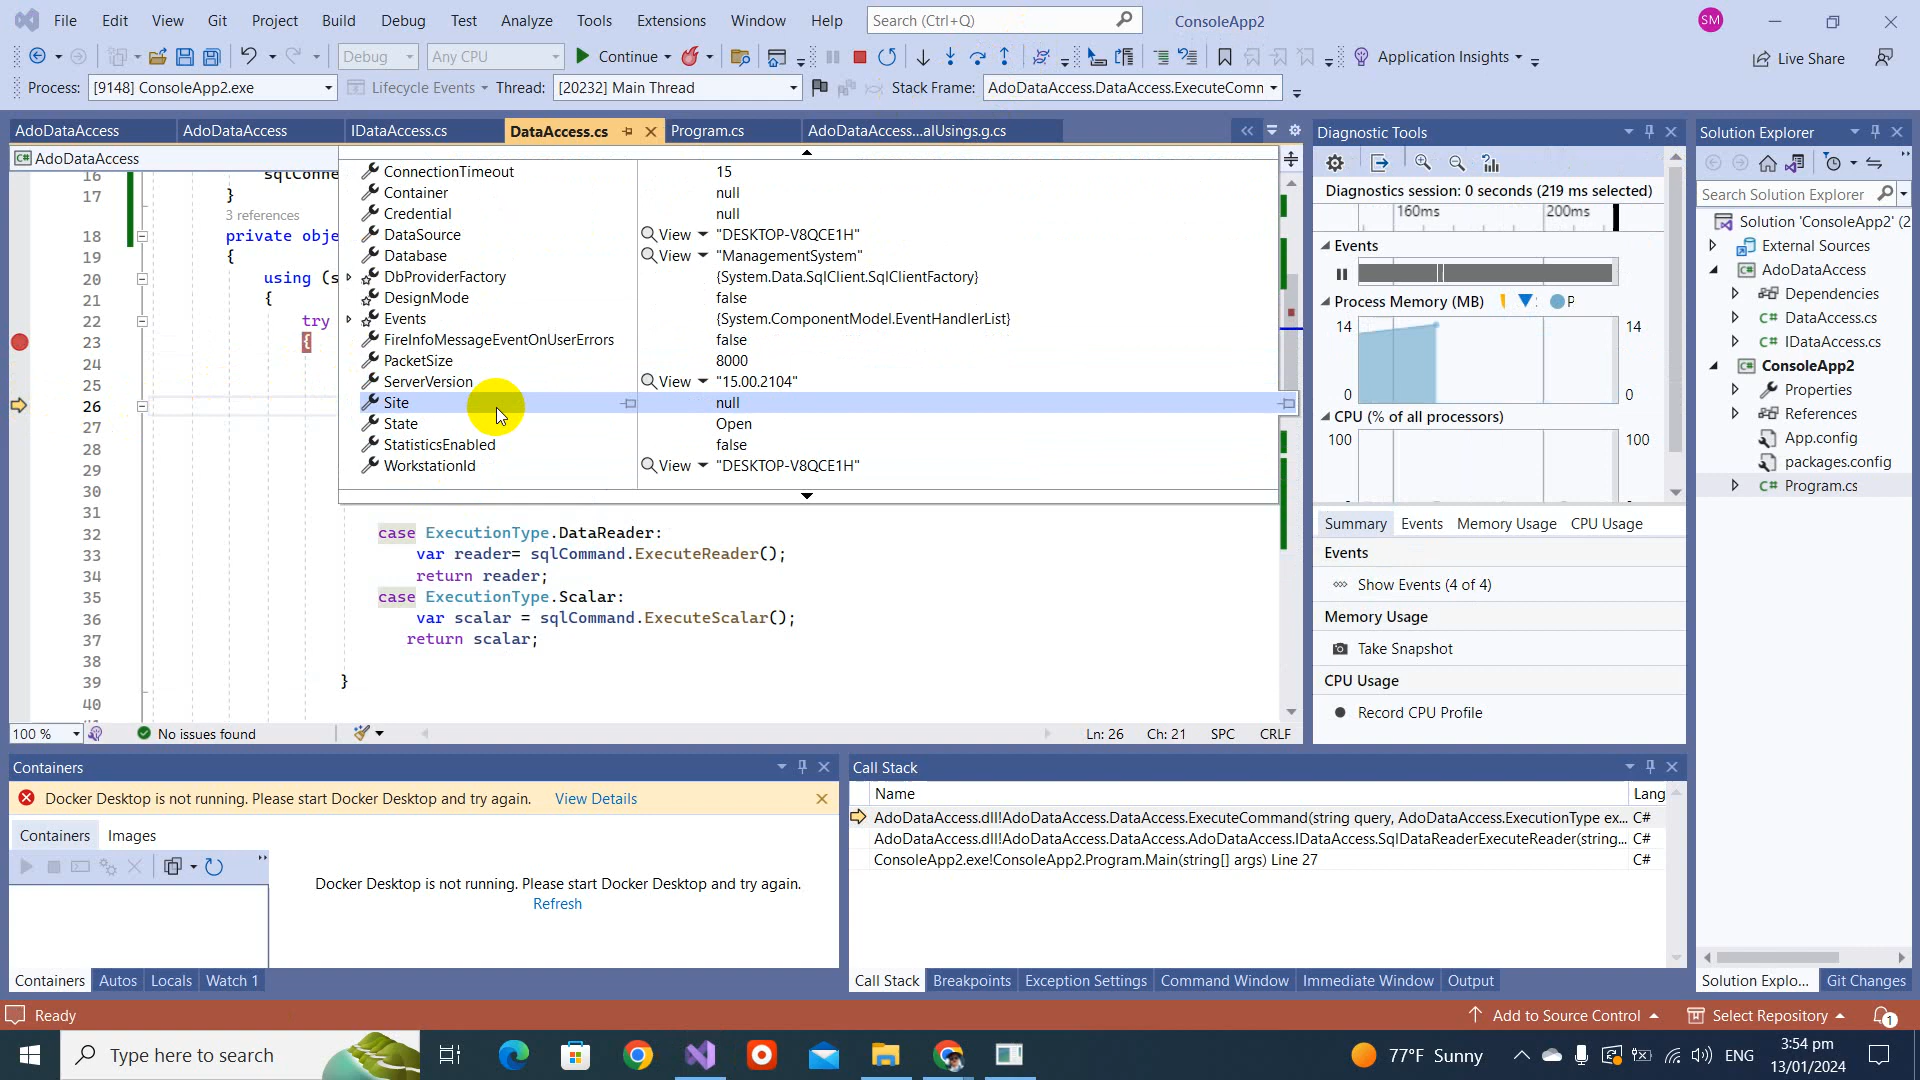 File Edit View Git Project Build Debug Test Analyze Tools Extensions Window Help Search (Ctrl+Q) ConsoleApp2 SM
Debug Any CPU Continue Application Insights Live Share
Process: [9148] ConsoleApp2.exe Lifecycle Events Thread: [20232] Main Thread Stack Frame: AdoDataAccess.DataAccess.ExecuteComm
AdoDataAccess AdoDataAccess IDataAccess.cs DataAccess.cs Program.cs AdoDataAccess...alUsings.g.cs
AdoDataAccess
16 sqlConne
17 }
3 references
18 private obje
19 {
20 using (s
21 {
22 try
23 {
24
25
26
27
28
29
30
31
32
33
34
35
36
37
38
39
40
ConnectionTimeout 15
Container null
Credential null
DataSource View "DESKTOP-V8QCE1H"
Database View "ManagementSystem"
DbProviderFactory {System.Data.SqlClient.SqlClientFactory}
DesignMode false
Events {System.ComponentModel.EventHandlerList}
FireInfoMessageEventOnUserErrors false
PacketSize 8000
ServerVersion View "15.00.2104"
Site null
State Open
StatisticsEnabled false
WorkstationId View "DESKTOP-V8QCE1H"
case ExecutionType.DataReader:
var reader= sqlCommand.ExecuteReader();
return reader;
case ExecutionType.Scalar:
var scalar = sqlCommand.ExecuteScalar();
return scalar;
}
100 % No issues found Ln: 26 Ch: 21 SPC CRLF
Diagnostic Tools
Diagnostics session: 0 seconds (219 ms selected)
160ms 200ms
Events
Process Memory (MB) P
14 14
0 0
CPU (% of all processors)
100 100
Summary Events Memory Usage CPU Usage
Events
Show Events (4 of 4)
Memory Usage
Take Snapshot
CPU Usage
Record CPU Profile
Solution Explorer
Search Solution Explorer
Solution 'ConsoleApp2' (2
External Sources
AdoDataAccess
Dependencies
C# DataAccess.cs
C# IDataAccess.cs
ConsoleApp2
Properties
References
App.config
packages.config
C# Program.cs
Containers
Docker Desktop is not running. Please start Docker Desktop and try again. View Details
Containers Images
Docker Desktop is not running. Please start Docker Desktop and try again.
Refresh
Containers Autos Locals Watch 1
Call Stack
Name Lang
AdoDataAccess.dll!AdoDataAccess.DataAccess.ExecuteCommand(string query, AdoDataAccess.ExecutionType ex... C#
AdoDataAccess.dll!AdoDataAccess.DataAccess.AdoDataAccess.IDataAccess.SqlDataReaderExecuteReader(string... C#
ConsoleApp2.exe!ConsoleApp2.Program.Main(string[] args) Line 27 C#
Call Stack Breakpoints Exception Settings Command Window Immediate Window Output
Solution Explo... Git Changes
Ready Add to Source Control Select Repository 1
Type here to search 77°F Sunny ENG 3:54 pm
13/01/2024